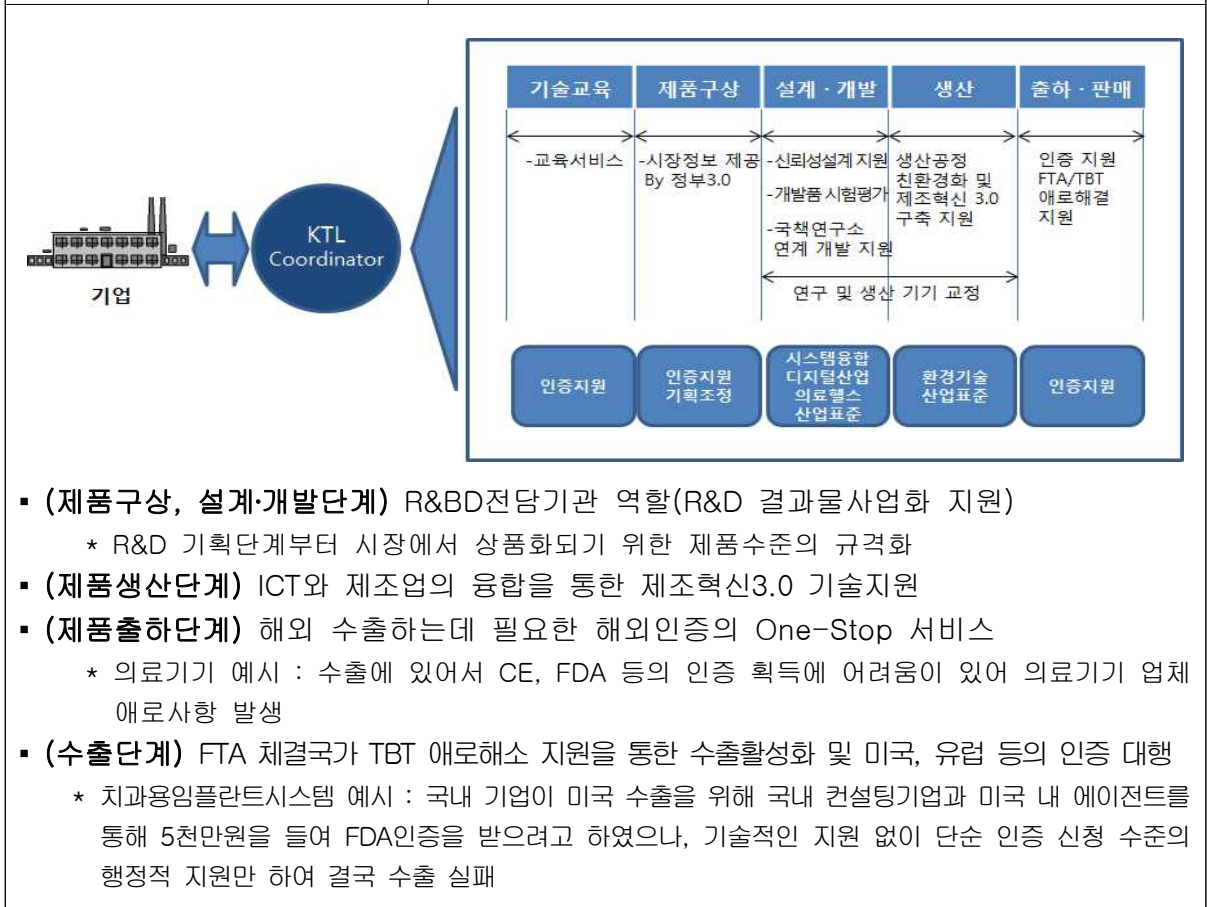 기술교육 제품구상 설계·개발 생산 출하·판매
-교육서비스
-시장정보 제공
By 정부3.0
-신뢰성설계 지원
-개발품 시험평가
-국책연구소
연계 개발 지원
생산공정
친환경화 및
제조혁신 3.0
구축 지원
인증 지원
FTA/TBT
애로해결
지원
연구 및 생산 기기 교정
KTL
Coordinator
기업
인증지원
인증지원
기획조정
시스템융합
디지털산업
의료헬스
산업표준
환경기술
산업표준
인증지원
▪ (제품구상, 설계·개발단계) R&BD전담기관 역할(R&D 결과물사업화 지원)
* R&D 기획단계부터 시장에서 상품화되기 위한 제품수준의 규격화
▪ (제품생산단계) ICT와 제조업의 융합을 통한 제조혁신3.0 기술지원
▪ (제품출하단계) 해외 수출하는데 필요한 해외인증의 One-Stop 서비스
* 의료기기 예시 : 수출에 있어서 CE, FDA 등의 인증 획득에 어려움이 있어 의료기기 업체
애로사항 발생
▪ (수출단계) FTA 체결국가 TBT 애로해소 지원을 통한 수출활성화 및 미국, 유럽 등의 인증 대행
* 치과용임플란트시스템 예시 : 국내 기업이 미국 수출을 위해 국내 컨설팅기업과 미국 내 에이전트를
통해 5천만원을 들여 FDA인증을 받으려고 하였으나, 기술적인 지원 없이 단순 인증 신청 수준의
행정적 지원만 하여 결국 수출 실패